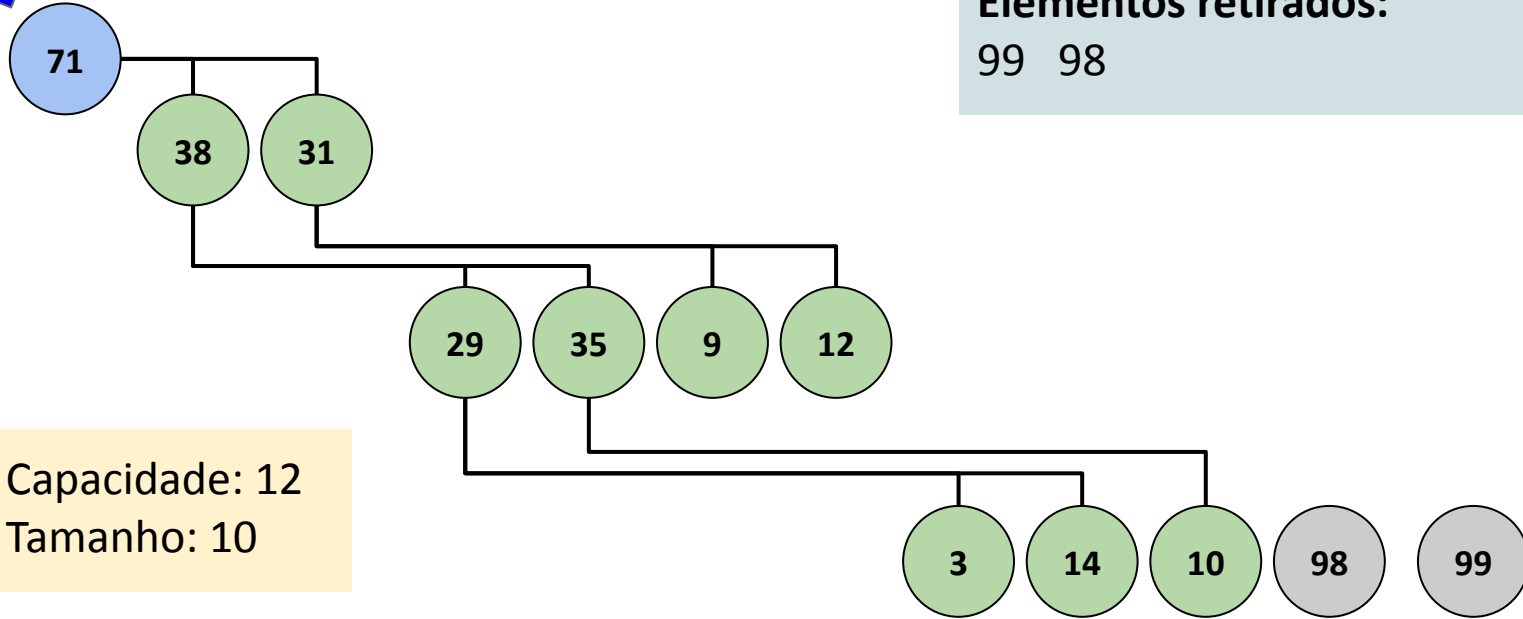 Elementos retirados:
99 98
71
38 31
29 35 9 12
Capacidade: 12
Tamanho: 10
3 14 10 98 99